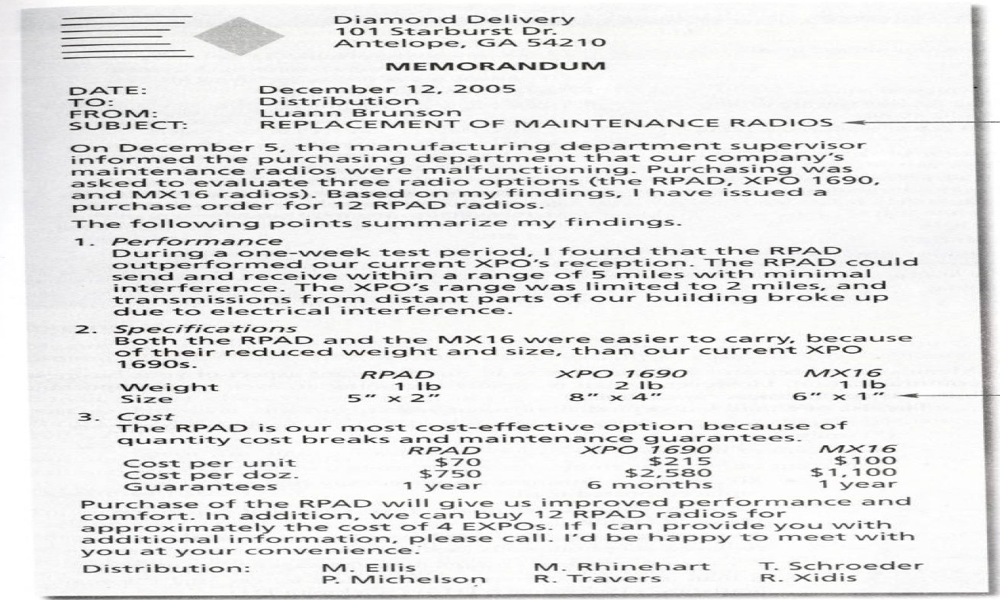 Diamond Delivery
101 Starburst Dr.
Antelope, GA 54210
MEMORANDUM
DATE: December 12, 2005
TO: Distribution
FROM: Luann Brunson
SUBJECT: REPLACEMENT OF MAINTENANCE RADIOS
On December 5, the manufacturing department supervisor
informed the purchasing department that our company's
maintenance radios were malfunctioning. Purchasing was
asked to evaluate three radio options (the RPAD, XPO 1690,
and MX16 radios). Based on my findings, I have issued a
purchase order for 12 RPAD radios.
The following points summarize my findings.
1. Performance
During a one-week test period, I found that the RPAD
outperformed our current XPO's reception. The RPAD could
send and receive within a range of 5 miles with minimal
interference. The XPO's range was limited to 2 miles, and
transmissions from distant parts of our building broke up
due to electrical interference.
2. Specifications
Both the RPAD and the MX16 were easier to carry, because
of their reduced weight and size, than our current XPO
1690s.
RPAD XPO 1690 MX16
Weight 1 lb 2 lb 1 lb
Size 5" x 2" 8" x 4" 6" x 1"
3. Cost
The RPAD is our most cost-effective option because of
quantity cost breaks and maintenance guarantees.
RPAD XPO 1690 MX16
Cost per unit $70 $215 $100
Cost per doz. $750 $2,580 $1,100
Guarantees 1 year 6 months 1 year
Purchase of the RPAD will give us improved performance and
comfort. In addition, we can buy 12 RPAD radios for
approximately the cost of 4 EXPOs. If I can provide you with
additional information, please call. I'd be happy to meet with
you at your convenience.
Distribution: M. Ellis M. Rhinehart T. Schroeder
P. Michelson R. Travers R. Xidis